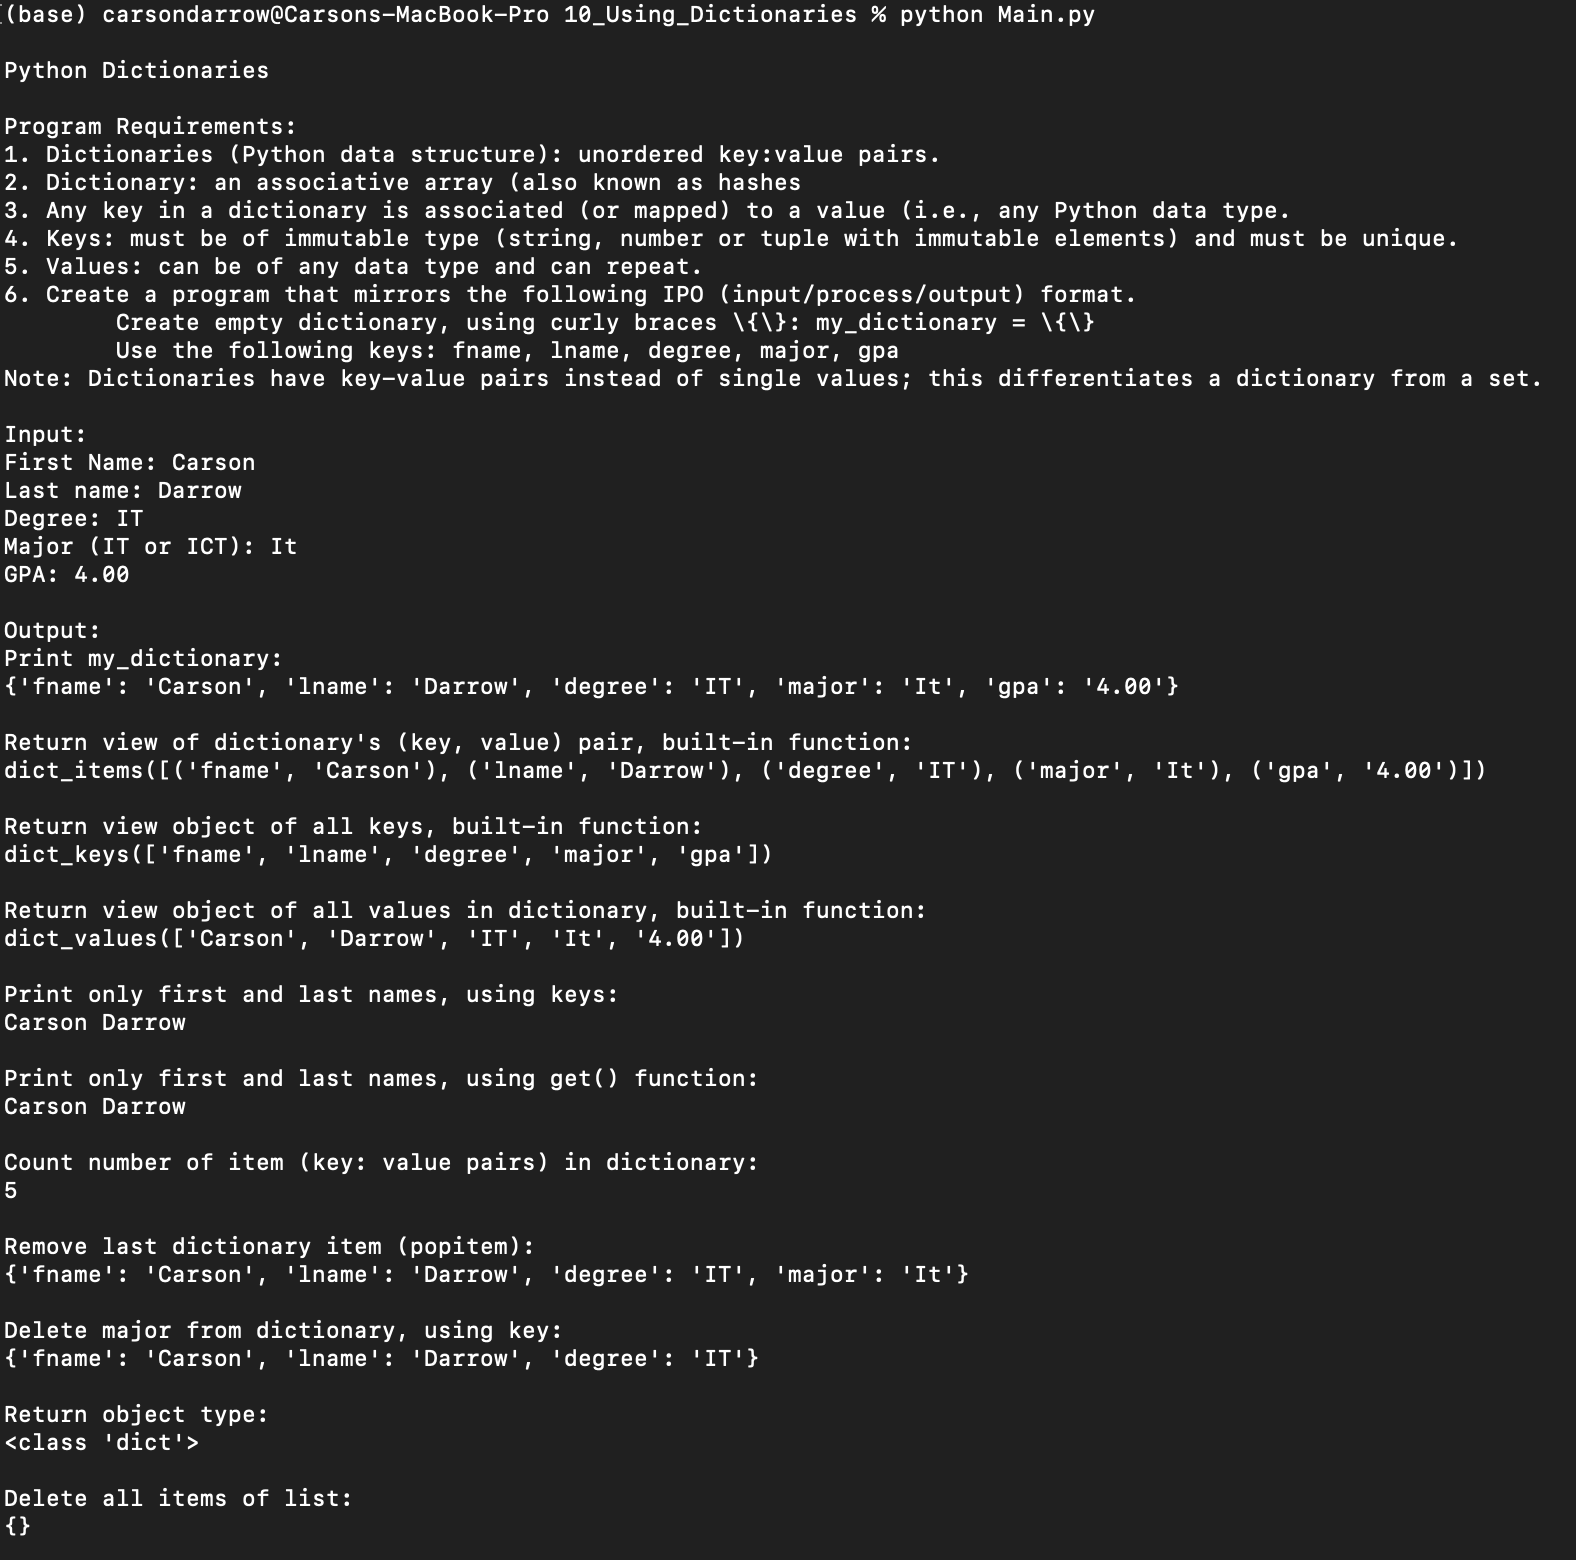 (base) carsondarrow@Carsons-MacBook-Pro 10_Using_Dictionaries % python Main.py
Python Dictionaries
Program Requirements:
1. Dictionaries (Python data structure): unordered key:value pairs.
2. Dictionary: an associative array (also known as hashes
3. Any key in a dictionary is associated (or mapped) to a value (i.e., any Python data type.
4. Keys: must be of immutable type (string, number or tuple with immutable elements) and must be unique.
5. Values: can be of any data type and can repeat.
6. Create a program that mirrors the following IPO (input/process/output) format.
Create empty dictionary, using curly braces \{\}: my_dictionary = \{\}
Use the following keys: fname, lname, degree, major, gpa
Note: Dictionaries have key-value pairs instead of single values; this differentiates a dictionary from a set.
Input:
First Name: Carson
Last name: Darrow
Degree: IT
Major (IT or ICT): It
GPA: 4.00
Output:
Print my_dictionary:
{'fname': 'Carson', 'lname': 'Darrow', 'degree': 'IT', 'major': 'It', 'gpa': '4.00'}
Return view of dictionary's (key, value) pair, built-in function:
dict_items([('fname', 'Carson'), ('lname', 'Darrow'), ('degree', 'IT'), ('major', 'It'), ('gpa', '4.00')])
Return view object of all keys, built-in function:
dict_keys(['fname', 'lname', 'degree', 'major', 'gpa'])
Return view object of all values in dictionary, built-in function:
dict_values(['Carson', 'Darrow', 'IT', 'It', '4.00'])
Print only first and last names, using keys:
Carson Darrow
Print only first and last names, using get() function:
Carson Darrow
Count number of item (key: value pairs) in dictionary:
5
Remove last dictionary item (popitem):
{'fname': 'Carson', 'lname': 'Darrow', 'degree': 'IT', 'major': 'It'}
Delete major from dictionary, using key:
{'fname': 'Carson', 'lname': 'Darrow', 'degree': 'IT'}
Return object type:
<class 'dict'>
Delete all items of list:
{}